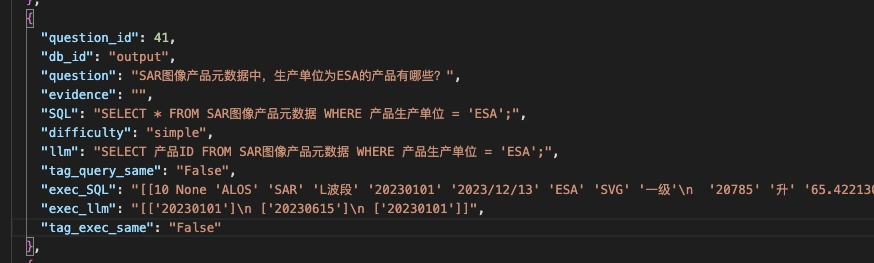 },
{
"question_id": 41,
"db_id": "output",
"question": "SAR图像产品元数据中，生产单位为ESA的产品有哪些？",
"evidence": "",
"SQL": "SELECT * FROM SAR图像产品元数据 WHERE 产品生产单位 = 'ESA';",
"difficulty": "simple",
"llm": "SELECT 产品ID FROM SAR图像产品元数据 WHERE 产品生产单位 = 'ESA';",
"tag_query_same": "False",
"exec_SQL": "[[10 None 'ALOS' 'SAR' 'L波段' '20230101' '2023/12/13' 'ESA' 'SVG' '一级'\n  '20785' '升' '65.422130
"exec_llm": "[['20230101']\n ['20230615']\n ['20230101']]",
"tag_exec_same": "False"
},